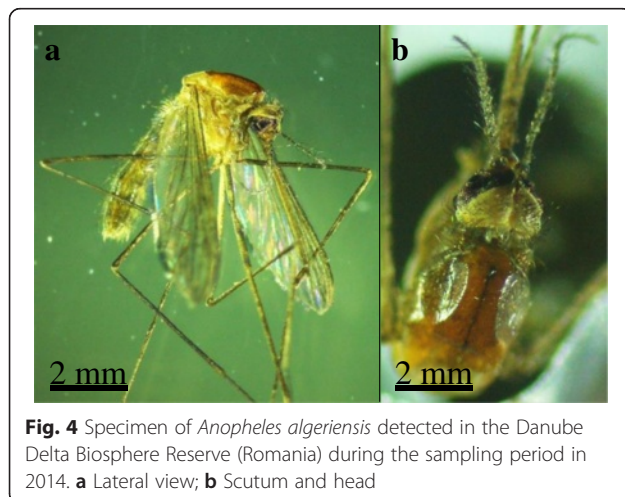 a
b
2 mm
2 mm
Fig. 4 Specimen of Anopheles algeriensis detected in the Danube
Delta Biosphere Reserve (Romania) during the sampling period in
2014. a Lateral view; b Scutum and head